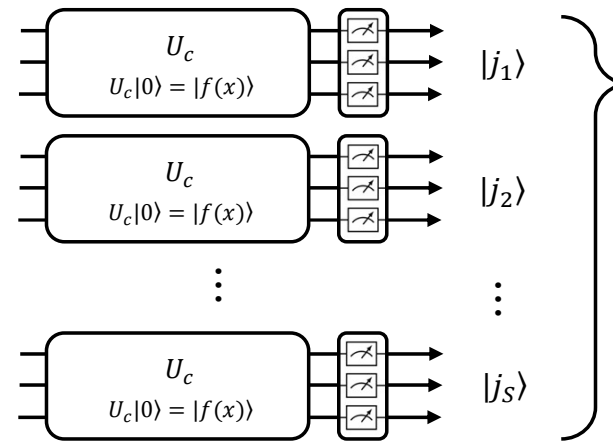 U_c
U_c|0⟩ = |f(x)⟩
|j_1⟩
U_c
U_c|0⟩ = |f(x)⟩
|j_2⟩
⋮ ⋮
U_c
U_c|0⟩ = |f(x)⟩
|j_S⟩